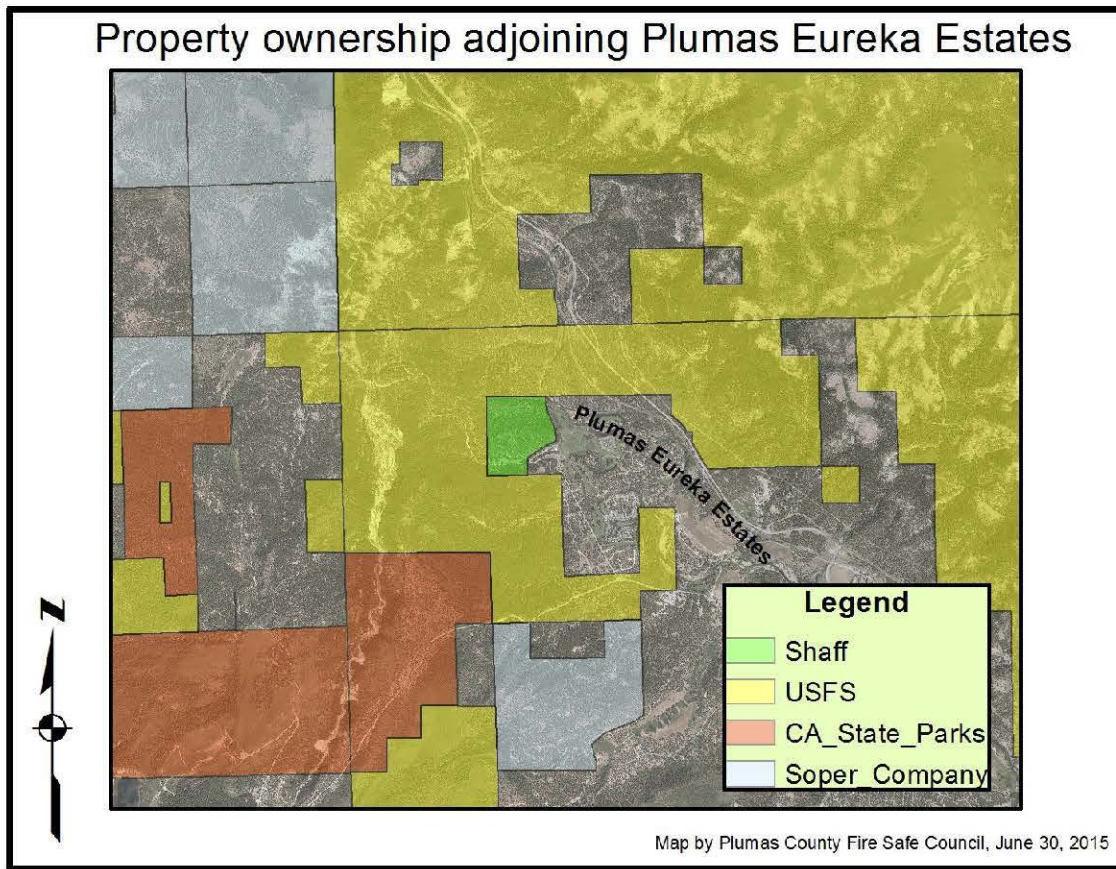 Property ownership adjoining Plumas Eureka Estates
Plumas Eureka Estates
N
Legend
Shaff
USFS
CA_State_Parks
Soper_Company
Map by Plumas County Fire Safe Council, June 30, 2015